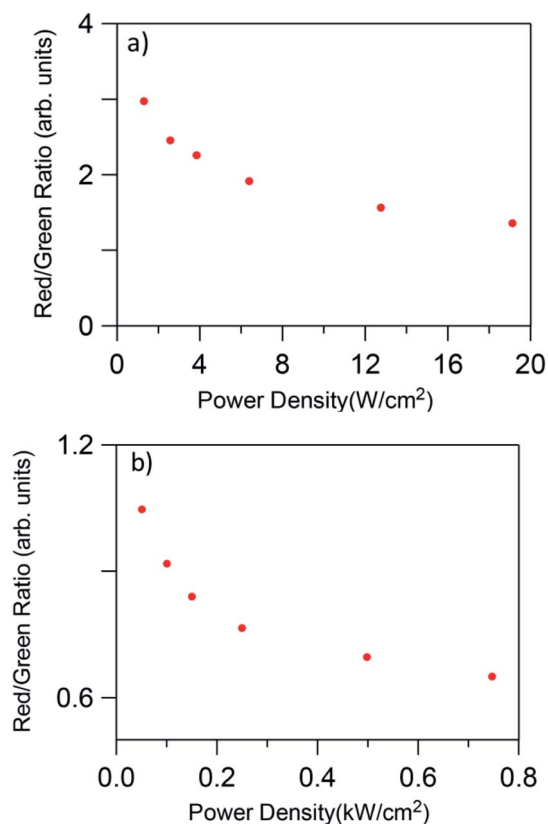 a)
Red/Green Ratio (arb. units)
4
2
0
0 4 8 12 16 20
Power Density(W/cm²)
b)
Red/Green Ratio (arb. units)
1.2
0.6
0.0 0.2 0.4 0.6 0.8
Power Density(kW/cm²)